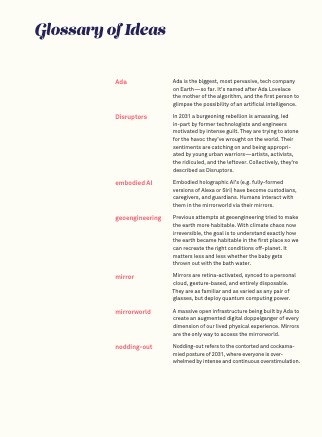 Glossary of Ideas
Ada
Ada is the biggest, most pervasive, tech company
on Earth—so far. It's named after Ada Lovelace
the mother of the algorithm, and the first person to
glimpse the possibility of an artificial intelligence.
Disruptors
In 2031 a burgeoning rebellion is amassing, led
in-part by former technologists and engineers
motivated by intense guilt. They are trying to atone
for the havoc they've wrought on the world. Their
sentiments are catching on and being appropri-
ated by young urban warriors—artists, activists,
the ridiculed, and the leftover. Collectively, they're
described as Disruptors.
embodied AI
Embodied holographic AI's (e.g. fully-formed
versions of Alexa or Siri) have become custodians,
caregivers, and guardians. Humans interact with
them in the mirrorworld via their mirrors.
geoengineering
Previous attempts at geoengineering tried to make
the earth more habitable. With climate chaos now
irreversible, the goal is to understand exactly how
the earth became habitable in the first place so we
can recreate the right conditions off-planet. It
matters less and less whether the baby gets
thrown out with the bath water.
mirror
Mirrors are retina-activated, synced to a personal
cloud, gesture-based, and entirely disposable.
They are as familiar and as varied as any pair of
glasses, but deploy quantum computing power.
mirrorworld
A massive open infrastructure being built by Ada to
create an augmented digital doppelganger of every
dimension of our lived physical experience. Mirrors
are the only way to access the mirrorworld.
nodding-out
Nodding-out refers to the contorted and cockama-
mied posture of 2031, where everyone is over-
whelmed by intense and continuous overstimulation.